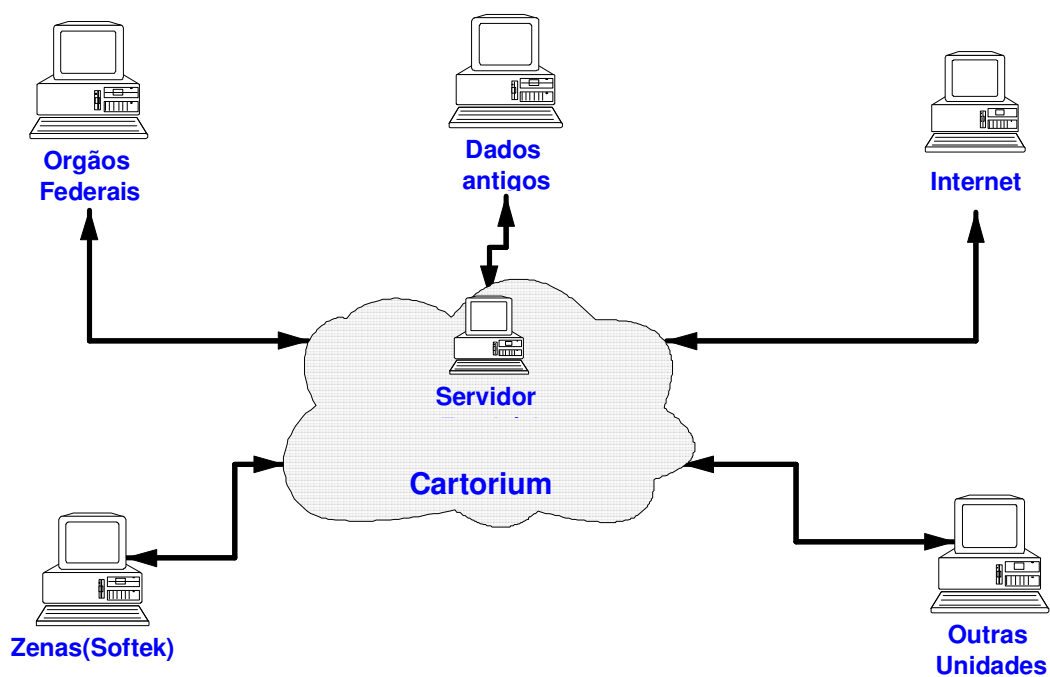 Orgãos
Federais
Dados
antigos
Internet
Servidor
Cartorium
Zenas(Softek)
Outras
Unidades